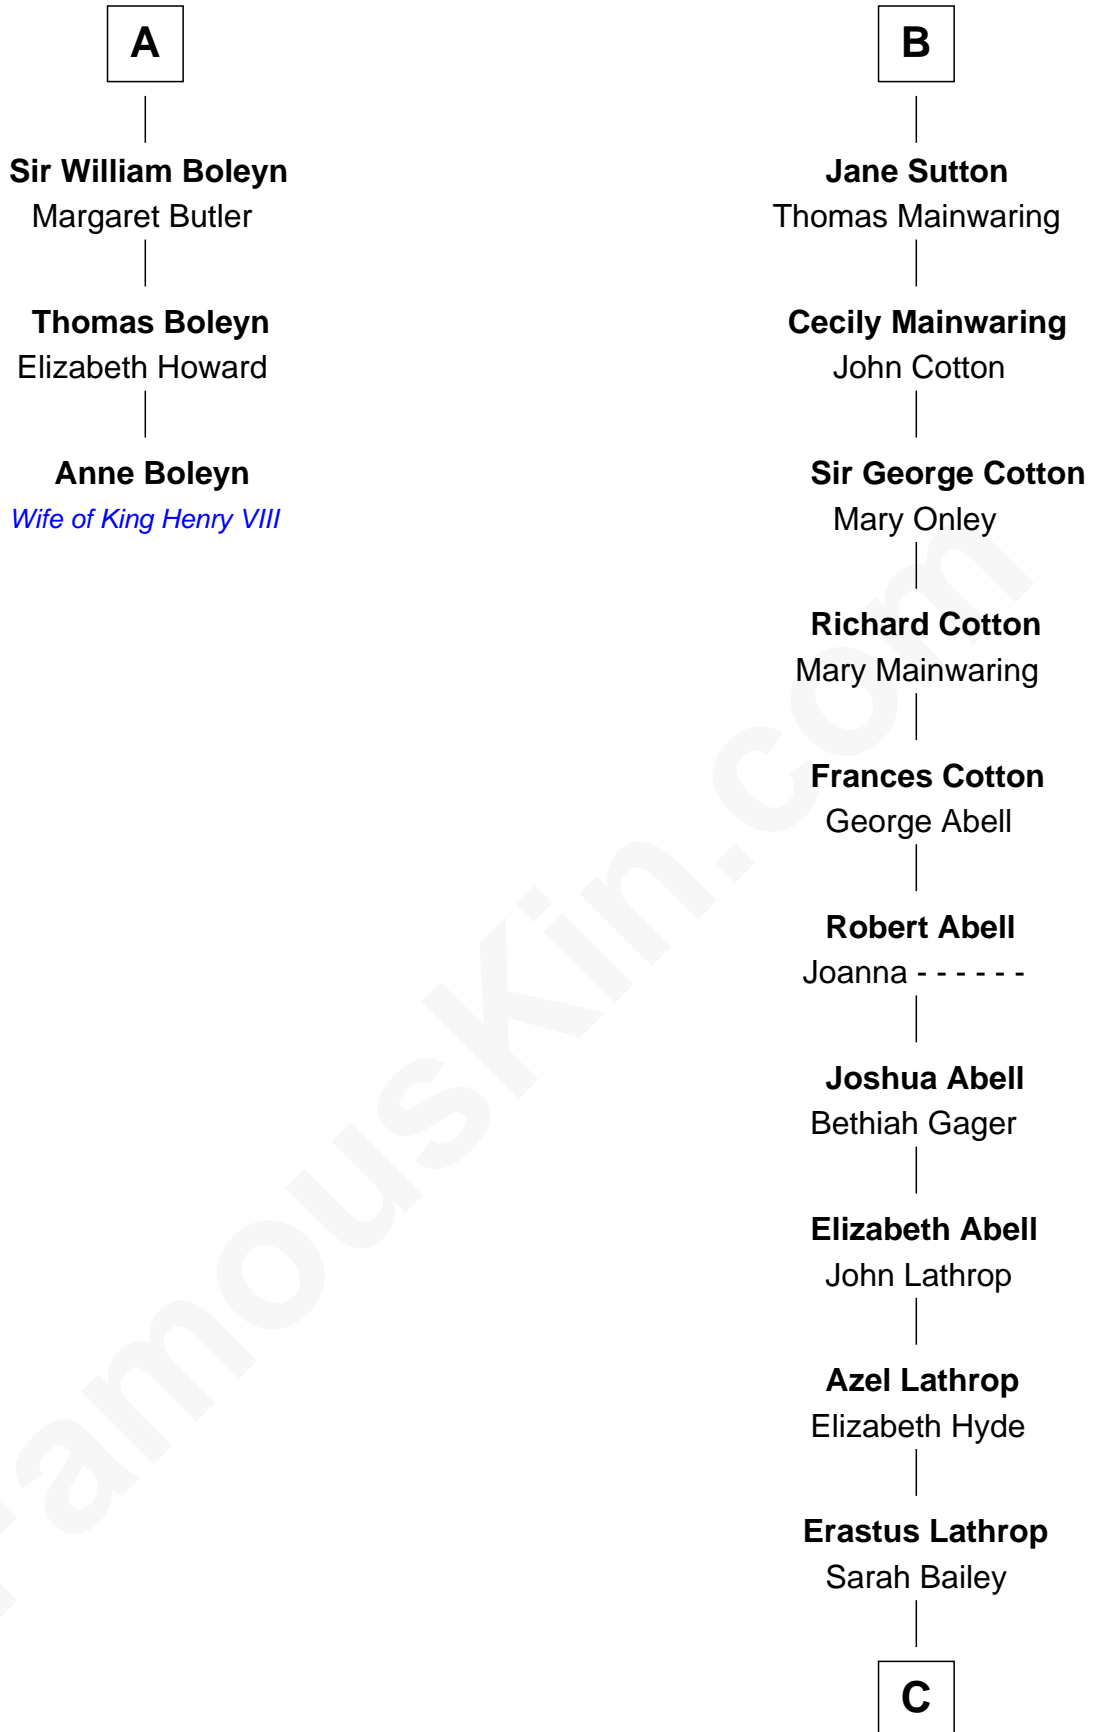 A
Sir William Boleyn
Margaret Butler
Thomas Boleyn
Elizabeth Howard
Anne Boleyn
Wife of King Henry VIII
B
Jane Sutton
Thomas Mainwaring
Cecily Mainwaring
John Cotton
Sir George Cotton
Mary Onley
Richard Cotton
Mary Mainwaring
Frances Cotton
George Abell
Robert Abell
Joanna - - - - - -
Joshua Abell
Bethiah Gager
Elizabeth Abell
John Lathrop
Azel Lathrop
Elizabeth Hyde
Erastus Lathrop
Sarah Bailey
C
FamousKin.com